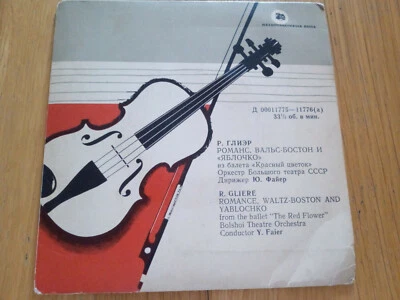 Д 00011775—11776(а)
33⅓ об. в мин.
Р. ГЛИЭР
РОМАНС, ВАЛЬС-БОСТОН И
«ЯБЛОЧКО»
из балета «Красный цветок»
Оркестр Большого театра СССР
Дирижер Ю. Файер
R. GLIERE
ROMANCE, WALTZ-BOSTON AND
YABLOCHKO
from the ballet "The Red Flower"
Bolshoi Theatre Orchestra
Conductor Y. Faier